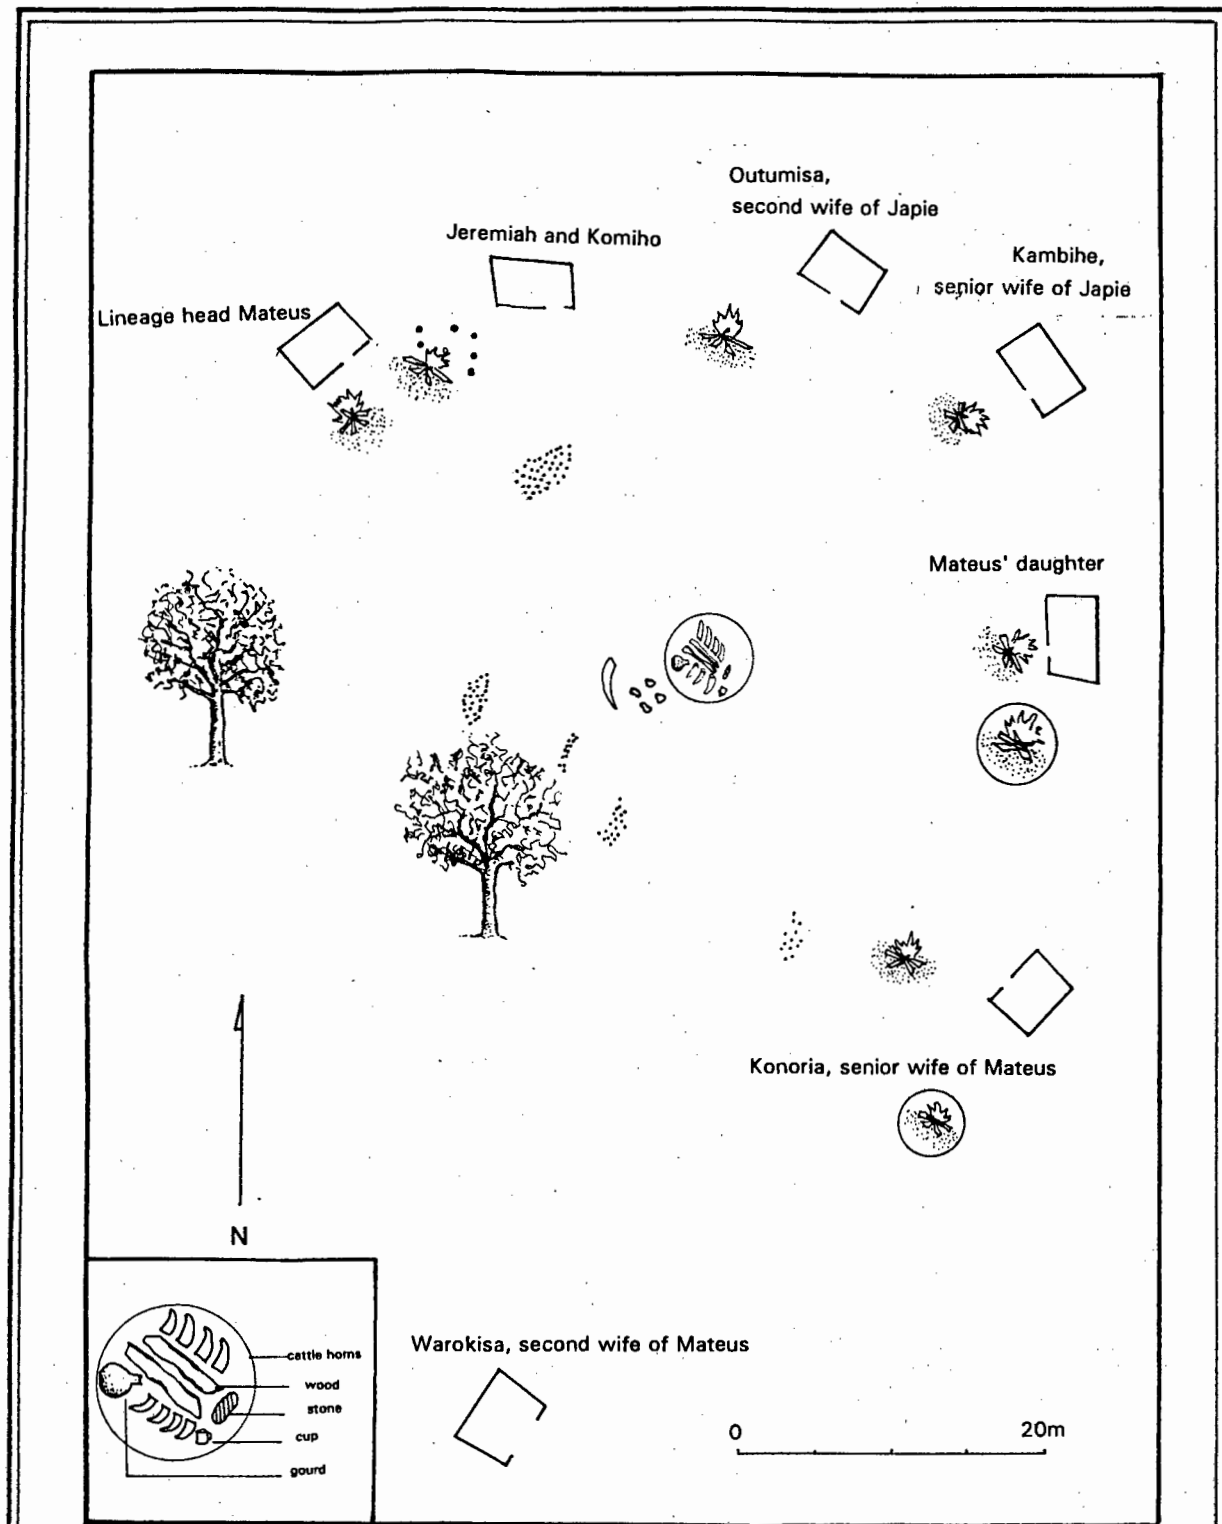 Outumisa,
second wife of Japie
Jeremiah and Komiho
Kambihe,
senior wife of Japie
Lineage head Mateus
Mateus' daughter
Konoria, senior wife of Mateus
N
Warokisa, second wife of Mateus
cattle horns
wood
stone
cup
gourd
0
20m